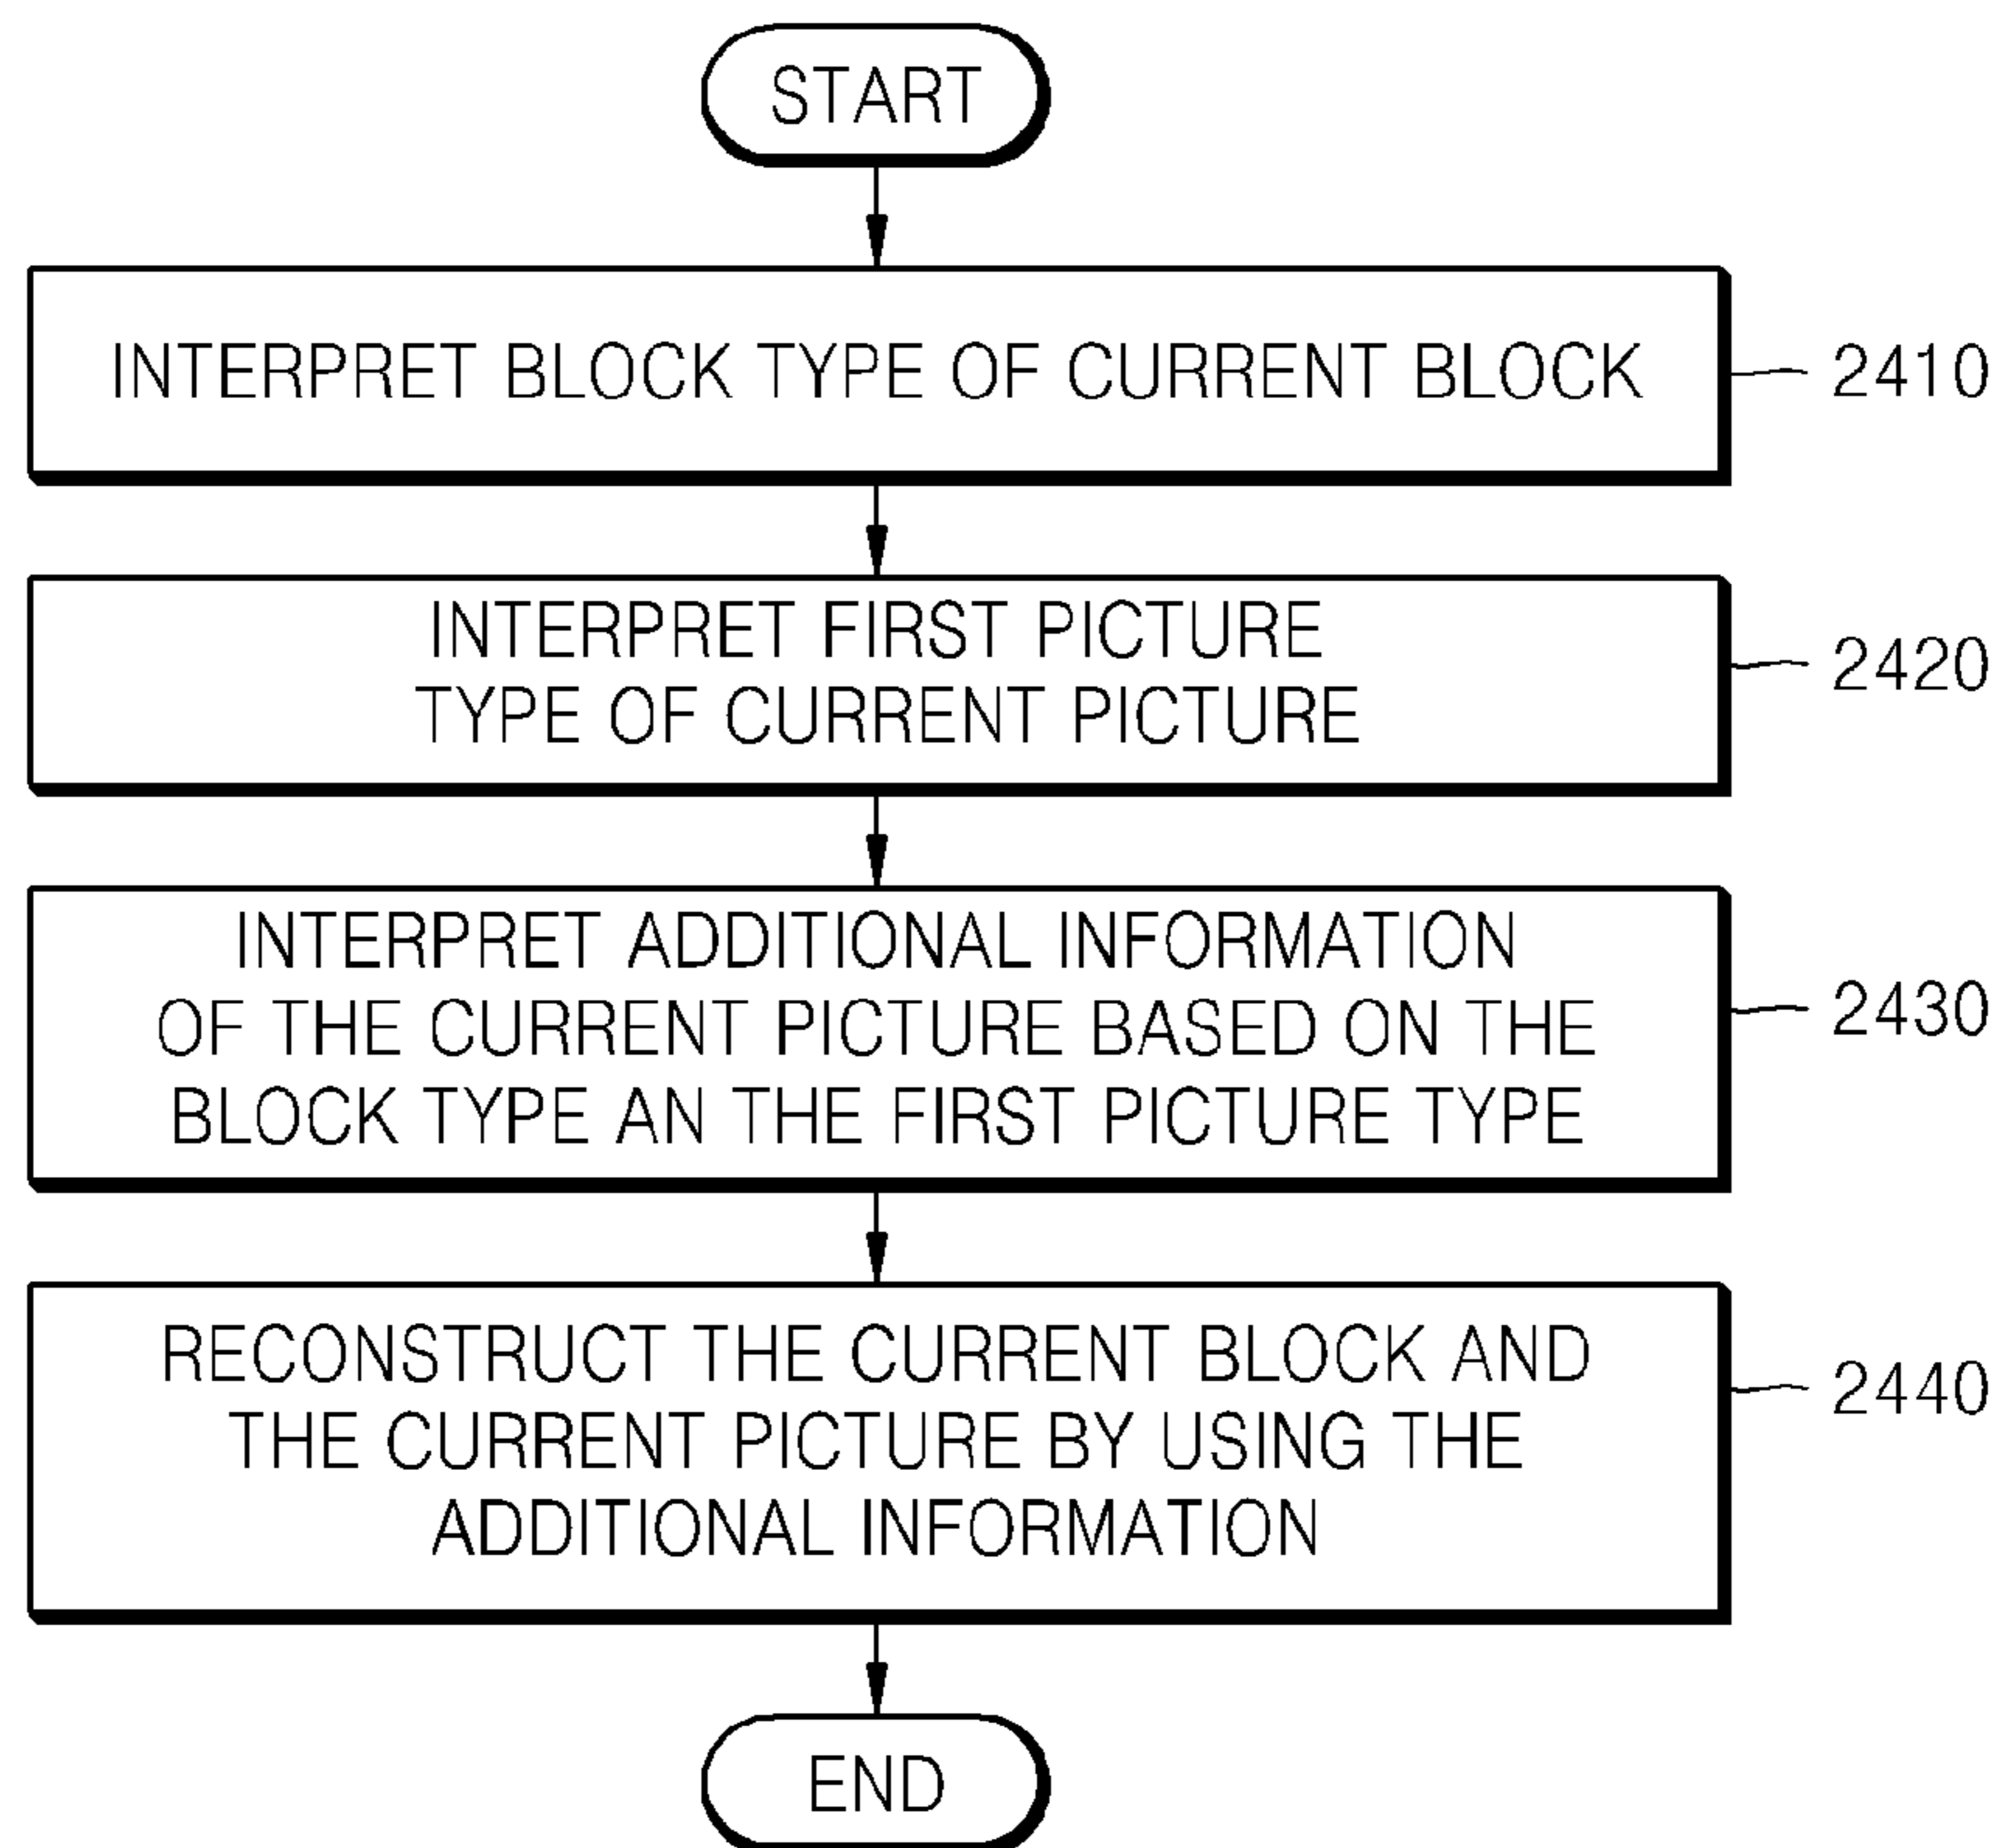 START
INTERPRET BLOCK TYPE OF CURRENT BLOCK
2410
INTERPRET FIRST PICTURE
TYPE OF CURRENT PICTURE
2420
INTERPRET ADDITIONAL INFORMATION
OF THE CURRENT PICTURE BASED ON THE
BLOCK TYPE AN THE FIRST PICTURE TYPE
2430
RECONSTRUCT THE CURRENT BLOCK AND
THE CURRENT PICTURE BY USING THE
ADDITIONAL INFORMATION
2440
END